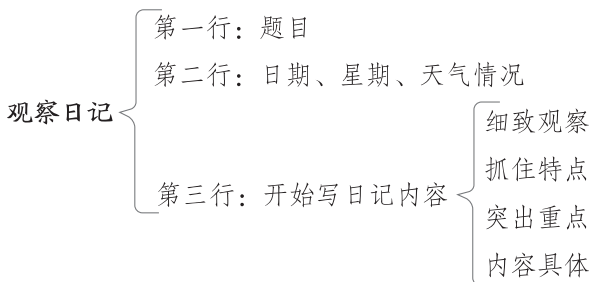 观察日记
第一行：题目
第二行：日期、星期、天气情况
第三行：开始写日记内容
细致观察
抓住特点
突出重点
内容具体